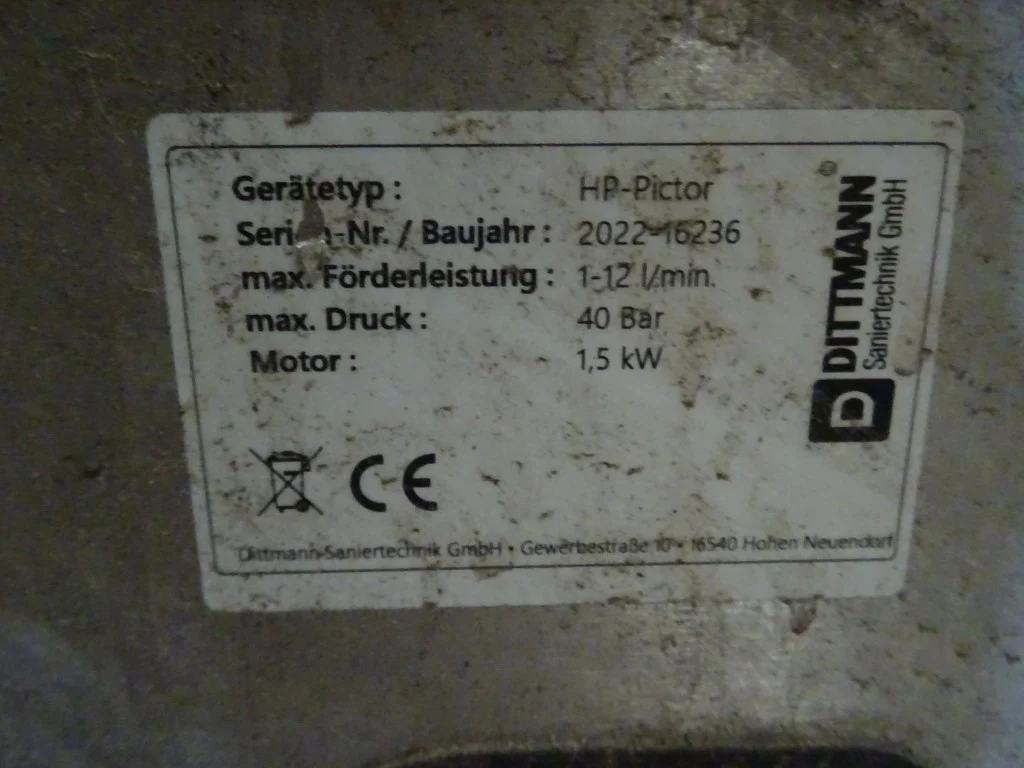 Gerätetyp : HP-Pictor
Serien-Nr. / Baujahr : 2022-16236
max. Förderleistung : 1-12 l/min.
max. Druck : 40 Bar
Motor : 1,5 kW
CE
Dittmann-Saniertechnik GmbH • Gewerbestraße 10 • 16540 Hohen Neuendorf
D DITTMANN®
Saniertechnik GmbH